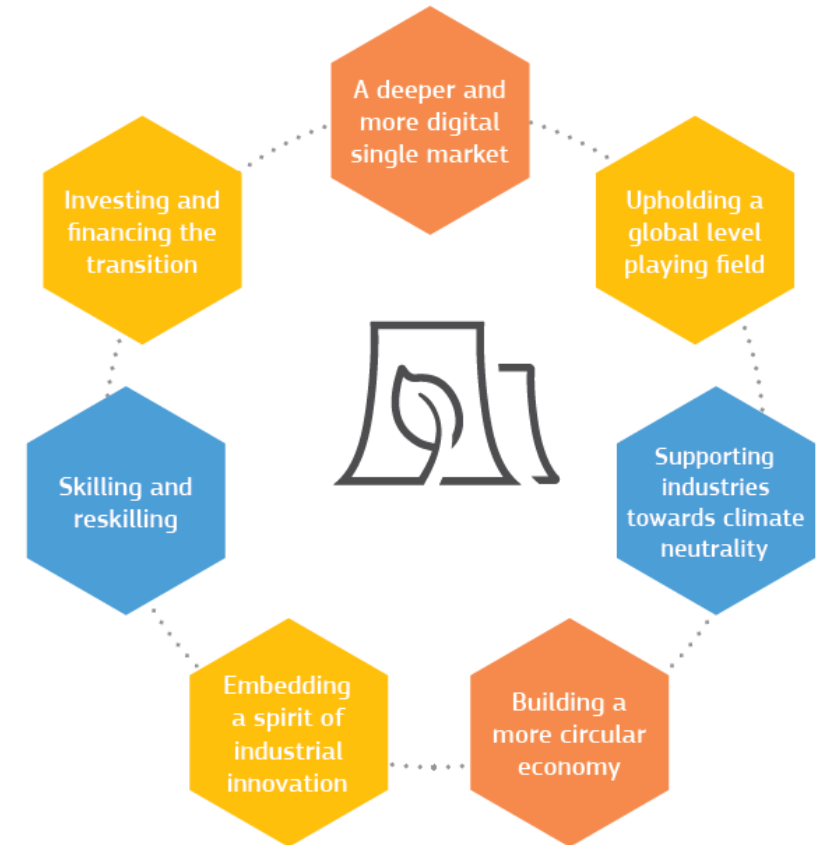 A deeper and
more digital
single market
Upholding a
global level
playing field
Supporting
industries
towards climate
neutrality
Building a
more circular
economy
Embedding
a spirit of
industrial
innovation
Skilling and
reskilling
Investing and
financing the
transition